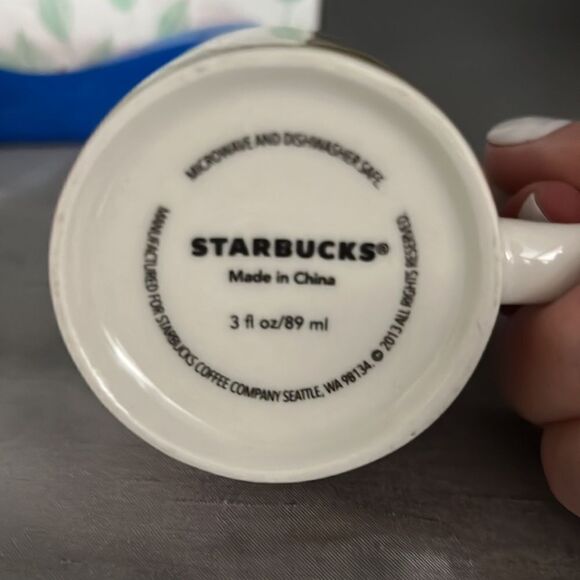 MICROWAVE AND DISHWASHER SAFE.
STARBUCKS®
Made in China
3 fl oz/89 ml
MANUFACTURED FOR STARBUCKS COFFEE COMPANY SEATTLE, WA 98134. © 2013 ALL RIGHTS RESERVED.